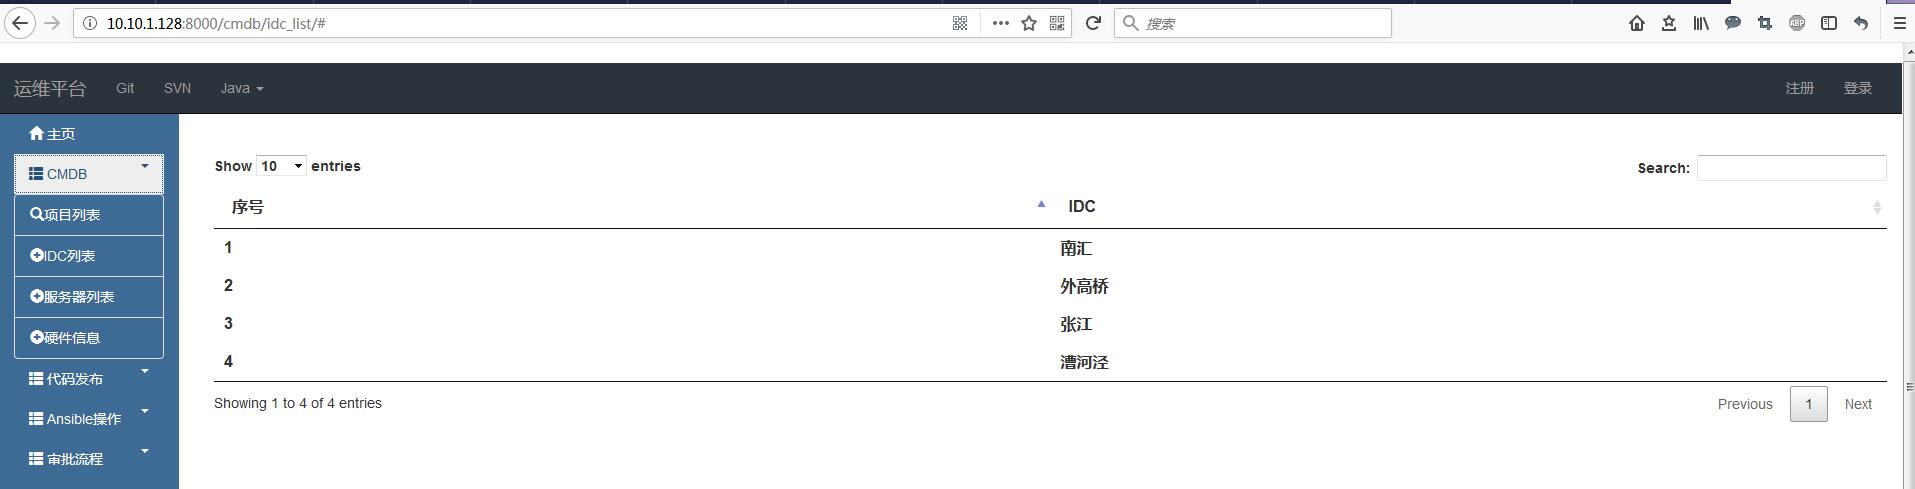 10.10.1.128:8000/cmdb/idc_list/#
搜索
ABP
运维平台 Git SVN Java 注册 登录
主页
CMDB
项目列表
IDC列表
服务器列表
硬件信息
代码发布
Ansible操作
审批流程
Show 10 entries Search:
序号 IDC
1 南汇
2 外高桥
3 张江
4 漕河泾
Showing 1 to 4 of 4 entries Previous 1 Next